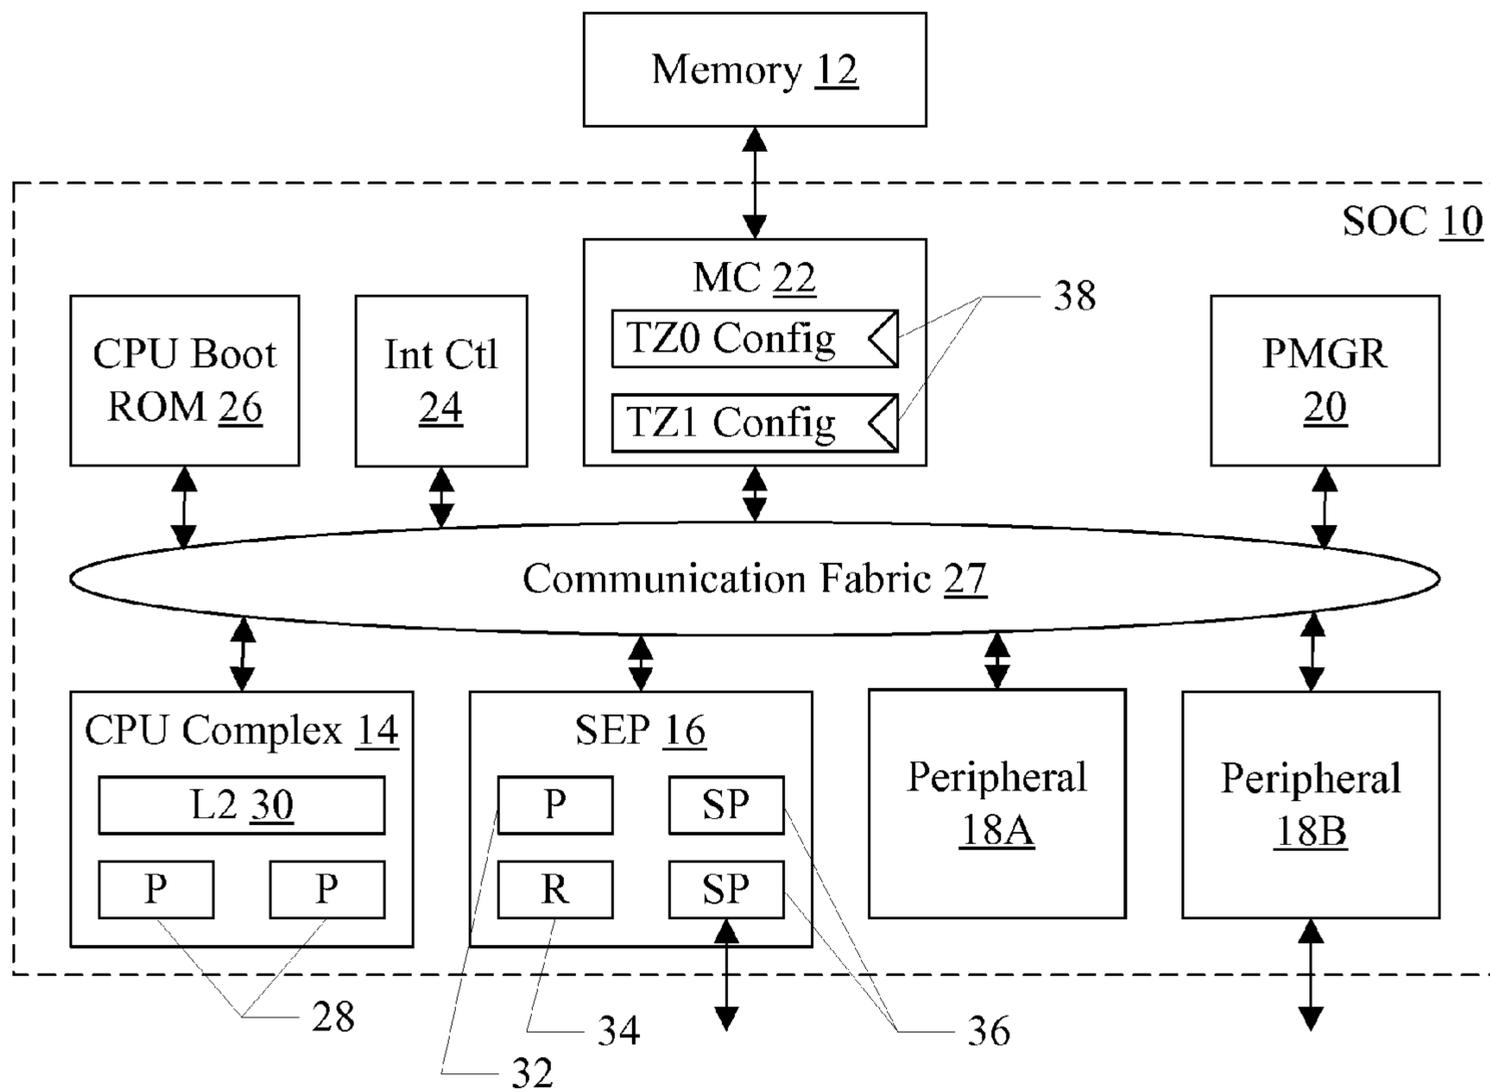 Memory 12
SOC 10
MC 22
38
TZ0 Config
TZ1 Config
CPU Boot
ROM 26
Int Ctl
24
PMGR
20
Communication Fabric 27
CPU Complex 14
L2 30
P
P
SEP 16
P
SP
R
SP
Peripheral
18A
Peripheral
18B
28
34
36
32